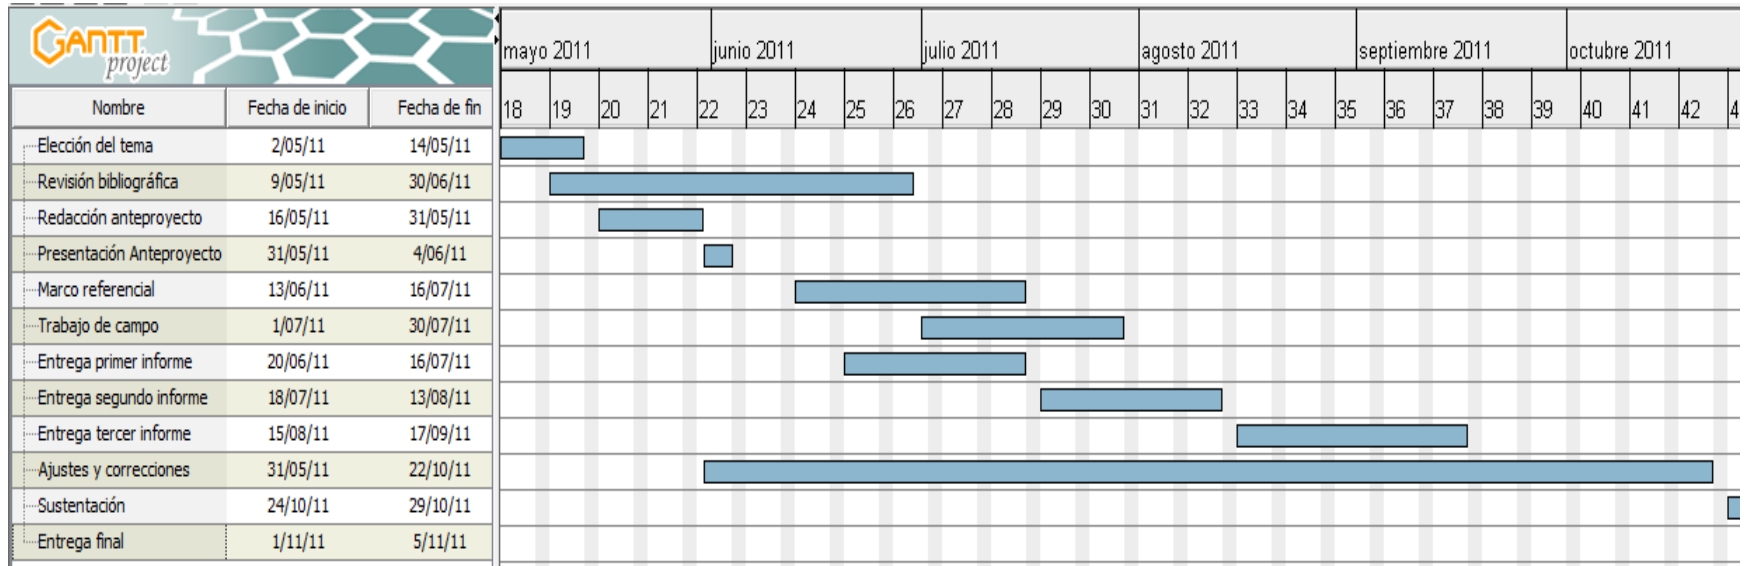 GANTT
project
mayo 2011 junio 2011 julio 2011 agosto 2011 septiembre 2011 octubre 2011
Nombre Fecha de inicio Fecha de fin 18 19 20 21 22 23 24 25 26 27 28 29 30 31 32 33 34 35 36 37 38 39 40 41 42 4
Elección del tema 2/05/11 14/05/11
Revisión bibliográfica 9/05/11 30/06/11
Redacción anteproyecto 16/05/11 31/05/11
Presentación Anteproyecto 31/05/11 4/06/11
Marco referencial 13/06/11 16/07/11
Trabajo de campo 1/07/11 30/07/11
Entrega primer informe 20/06/11 16/07/11
Entrega segundo informe 18/07/11 13/08/11
Entrega tercer informe 15/08/11 17/09/11
Ajustes y correcciones 31/05/11 22/10/11
Sustentación 24/10/11 29/10/11
Entrega final 1/11/11 5/11/11